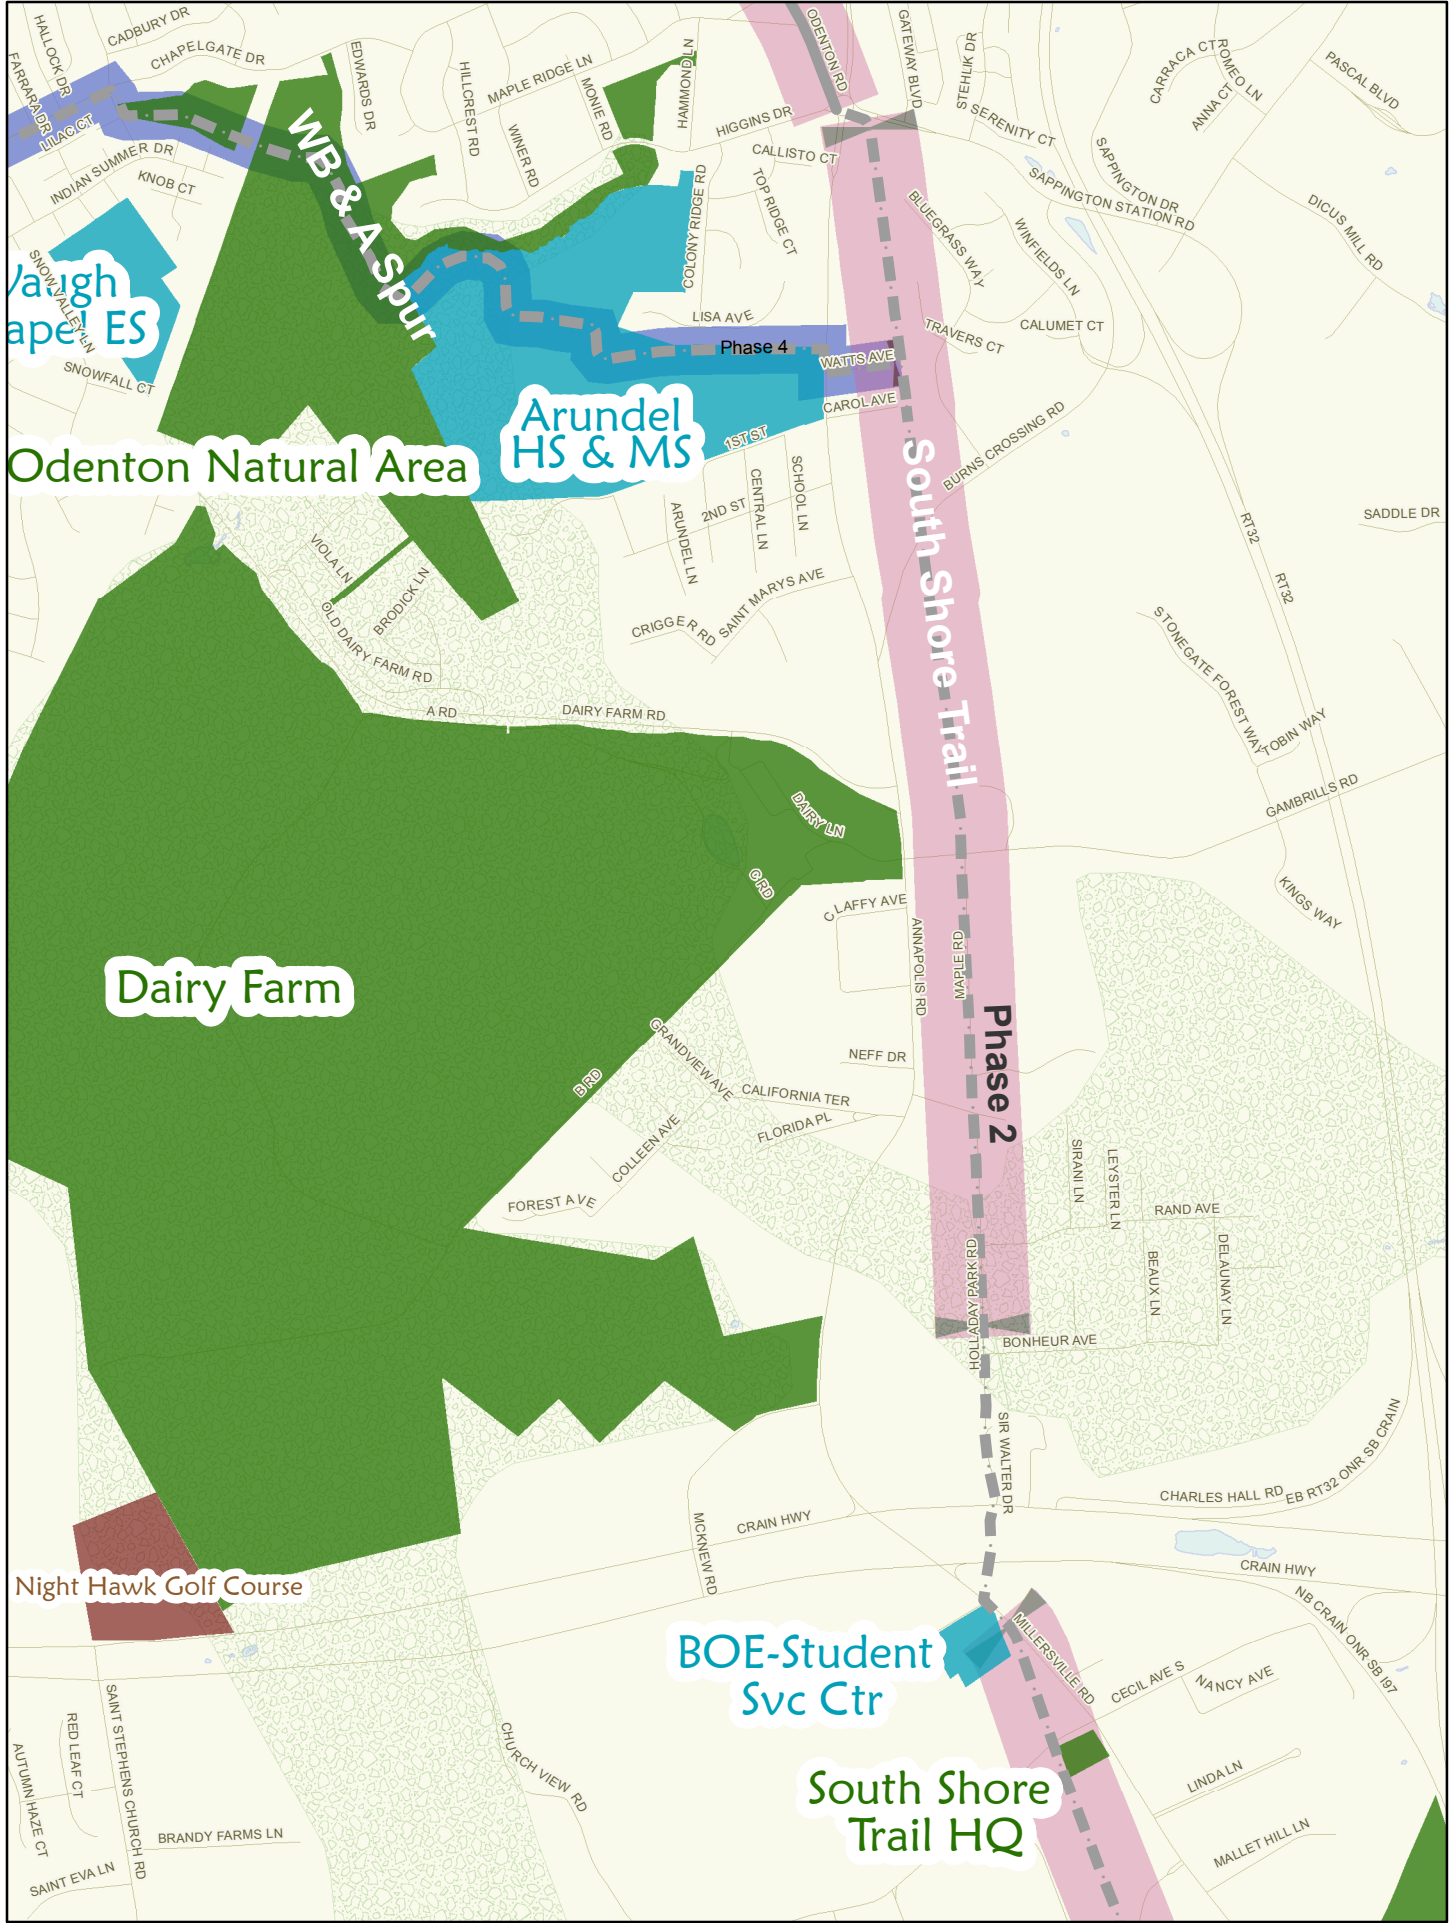 HALLOCK DR
CADBURY DR
FARRARA DR
CHAPELGATE DR
LILAC CT
INDIAN SUMMER DR
KNOB CT
EDWARDS DR
HILLCREST RD
MAPLE RIDGE LN
WINER RD
MONIE RD
HAMMOND LN
HIGGINS DR
CALLISTO CT
TOP RIDGE CT
COLONY RIDGE RD
ODENTON RD
GATEWAY BLVD
STEHLIK DR
SERENITY CT
CARRACA CT
ROMEO LN
ANNA CT
PASCAL BLVD
SAPPINGTON DR
SAPPINGTON STATION RD
DICUS MILL RD
BLUEGRASS WAY
WINFIELDS LN
TRAVERS CT
CALUMET CT
WB & A Spur
Vaugh
apel ES
SNOW VALLEY LN
SNOWFALL CT
LISA AVE
Phase 4
WATTS AVE
CAROL AVE
Arundel
HS & MS
1ST ST
2ND ST
ARUNDEL LN
CENTRAL LN
SCHOOL LN
Odenton Natural Area
South Shore Trail
BURNS CROSSING RD
RT32
RT32
SADDLE DR
VIOLA LN
BRODICK LN
OLD DAIRY FARM RD
CRIGGER RD
SAINT MARYS AVE
A RD
DAIRY FARM RD
STONEGATE FOREST WAY
TOBIN WAY
GAMBRILLS RD
KINGS WAY
DAIRY LN
C RD
CLAFFY AVE
ANNAPOLIS RD
MAPLE RD
Dairy Farm
Phase 2
GRANDVIEW AVE
B RD
NEFF DR
CALIFORNIA TER
FLORIDA PL
COLLEEN AVE
FOREST AVE
SIRANI LN
LEYSTER LN
RAND AVE
BEAUX LN
DELAUNAY LN
HOLLADAY PARK RD
BONHEUR AVE
SIR WALTER DR
CHARLES HALL RD
EB RT32 ONR SB CRAIN
MCKNEW RD
CRAIN HWY
CRAIN HWY
NB CRAIN ONR SB I97
Night Hawk Golf Course
BOE-Student
Svc Ctr
MILLERSVILLE RD
CECIL AVE S
NANCY AVE
South Shore
Trail HQ
LINDA LN
MALLET HILL LN
CHURCH VIEW RD
SAINT STEPHENS CHURCH RD
RED LEAF CT
AUTUMN HAZE CT
BRANDY FARMS LN
SAINT EVA LN